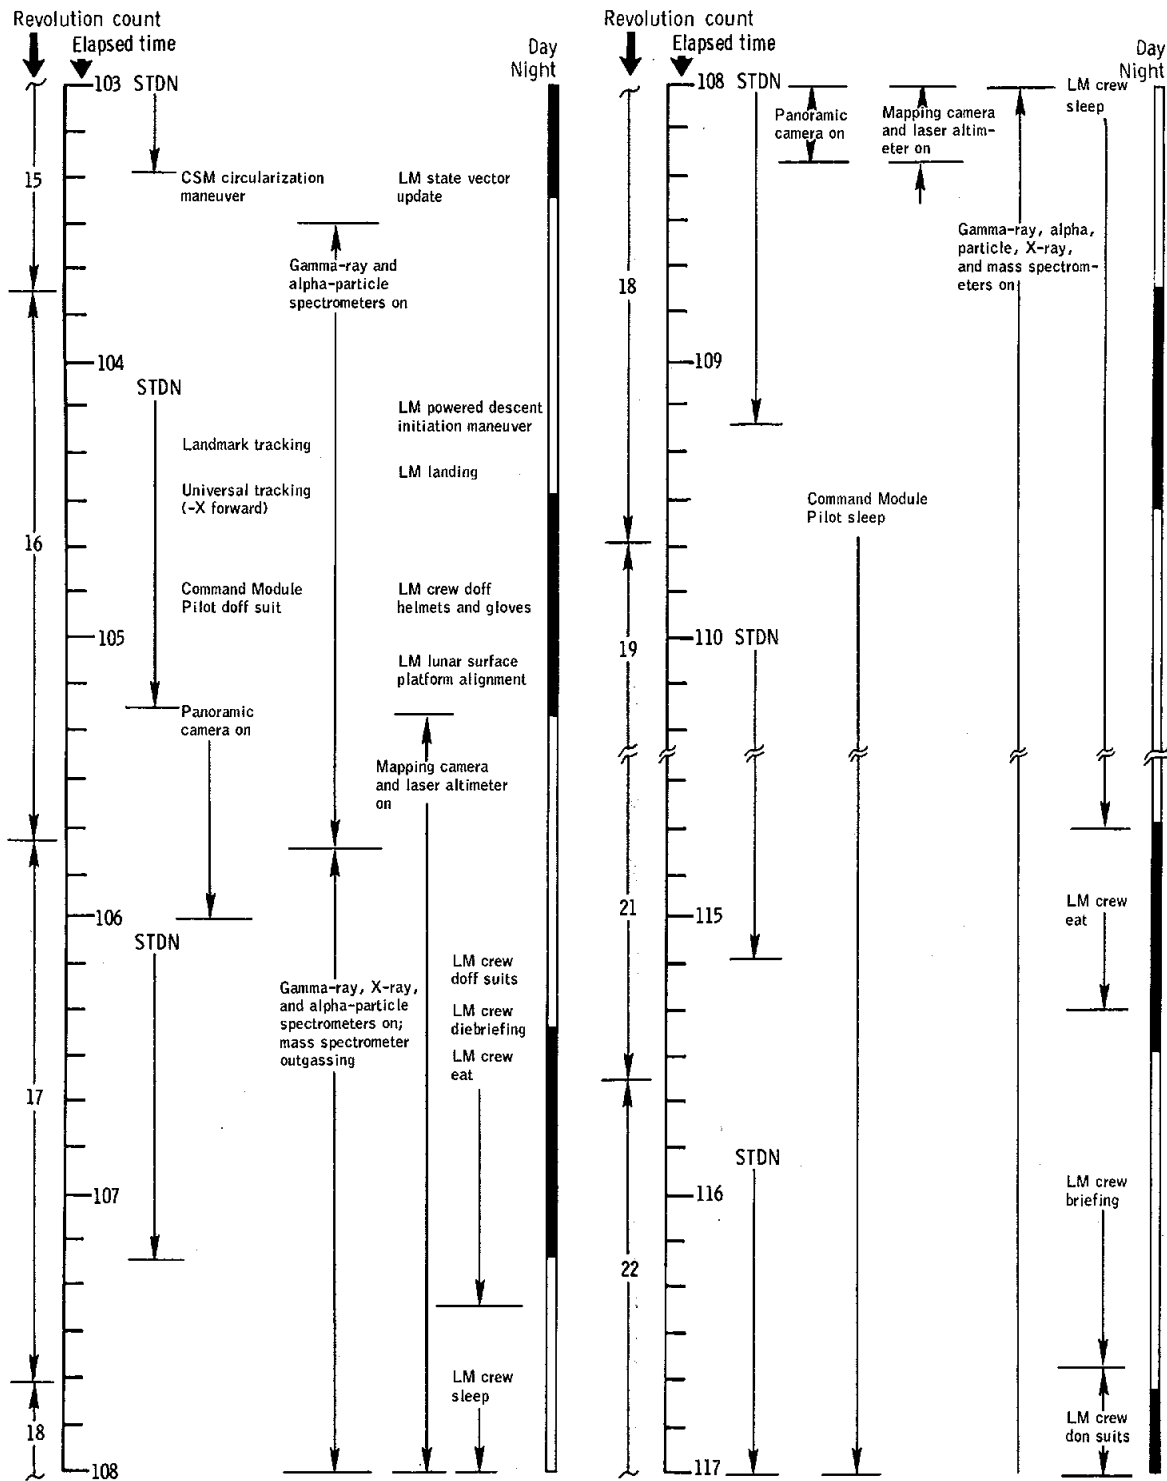 Revolution count
Elapsed time
Day
Night
103
STDN
15
CSM circularization
maneuver
LM state vector
update
Gamma-ray and
alpha-particle
spectrometers on
104
STDN
LM powered descent
initiation maneuver
Landmark tracking
LM landing
Universal tracking
(-X forward)
16
Command Module
Pilot doff suit
LM crew doff
helmets and gloves
105
LM lunar surface
platform alignment
Panoramic
camera on
Mapping camera
and laser altimeter
on
106
STDN
LM crew
doff suits
Gamma-ray, X-ray,
and alpha-particle
spectrometers on;
mass spectrometer
outgassing
LM crew
diebriefing
LM crew
eat
17
107
LM crew
sleep
18
108
Revolution count
Elapsed time
Day
Night
108
STDN
Panoramic
camera on
Mapping camera
and laser altim-
eter on
LM crew
sleep
Gamma-ray, alpha,
particle, X-ray,
and mass spectrom-
eters on
18
109
Command Module
Pilot sleep
19
110
STDN
21
115
LM crew
eat
STDN
116
LM crew
briefing
22
LM crew
don suits
117